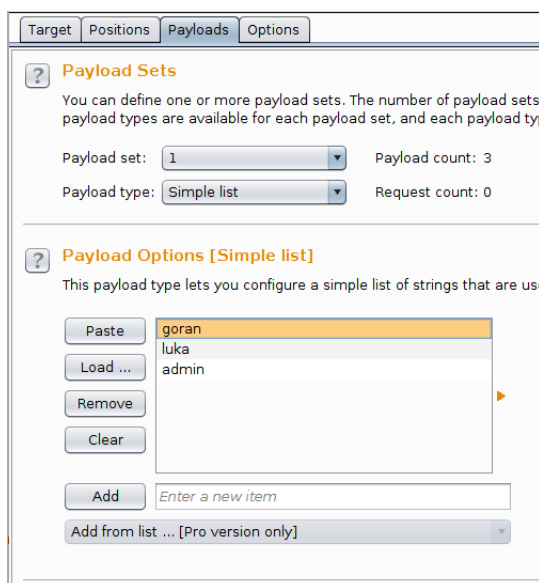 Target Positions Payloads Options
? Payload Sets
You can define one or more payload sets. The number of payload sets
payload types are available for each payload set, and each payload
Payload set: 1 Payload count: 3
Payload type: Simple list Request count: 0
? Payload Options [Simple list]
This payload type lets you configure a simple list of strings that are
Paste
goran
luka
Load ...
admin
Remove
Clear
Add Enter a new item
Add from list ... [Pro version only]